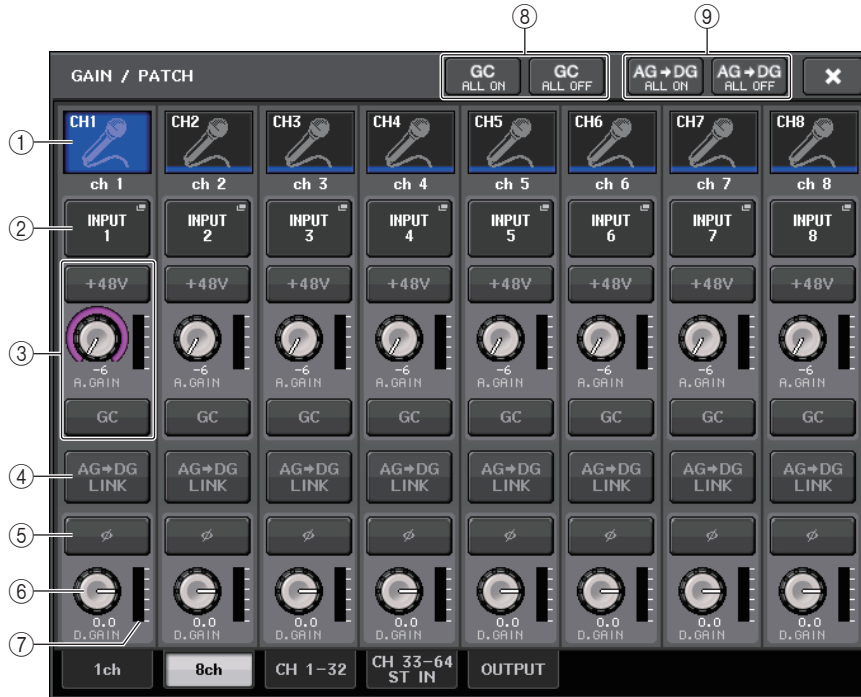 ⑧ ⑨
GAIN / PATCH GC ALL ON GC ALL OFF AG→DG ALL ON AG→DG ALL OFF ×
① CH1 CH2 CH3 CH4 CH5 CH6 CH7 CH8
ch 1 ch 2 ch 3 ch 4 ch 5 ch 6 ch 7 ch 8
② INPUT 1 INPUT 2 INPUT 3 INPUT 4 INPUT 5 INPUT 6 INPUT 7 INPUT 8
+48V +48V +48V +48V +48V +48V +48V +48V
③
-6 -6 -6 -6 -6 -6 -6 -6
A.GAIN A.GAIN A.GAIN A.GAIN A.GAIN A.GAIN A.GAIN A.GAIN
GC GC GC GC GC GC GC GC
④ AG→DG LINK AG→DG LINK AG→DG LINK AG→DG LINK AG→DG LINK AG→DG LINK AG→DG LINK AG→DG LINK
⑤ ø ø ø ø ø ø ø ø
⑥
0.0 0.0 0.0 0.0 0.0 0.0 0.0 0.0
⑦ D.GAIN D.GAIN D.GAIN D.GAIN D.GAIN D.GAIN D.GAIN D.GAIN
1ch 8ch CH 1-32 CH 33-64 ST IN OUTPUT